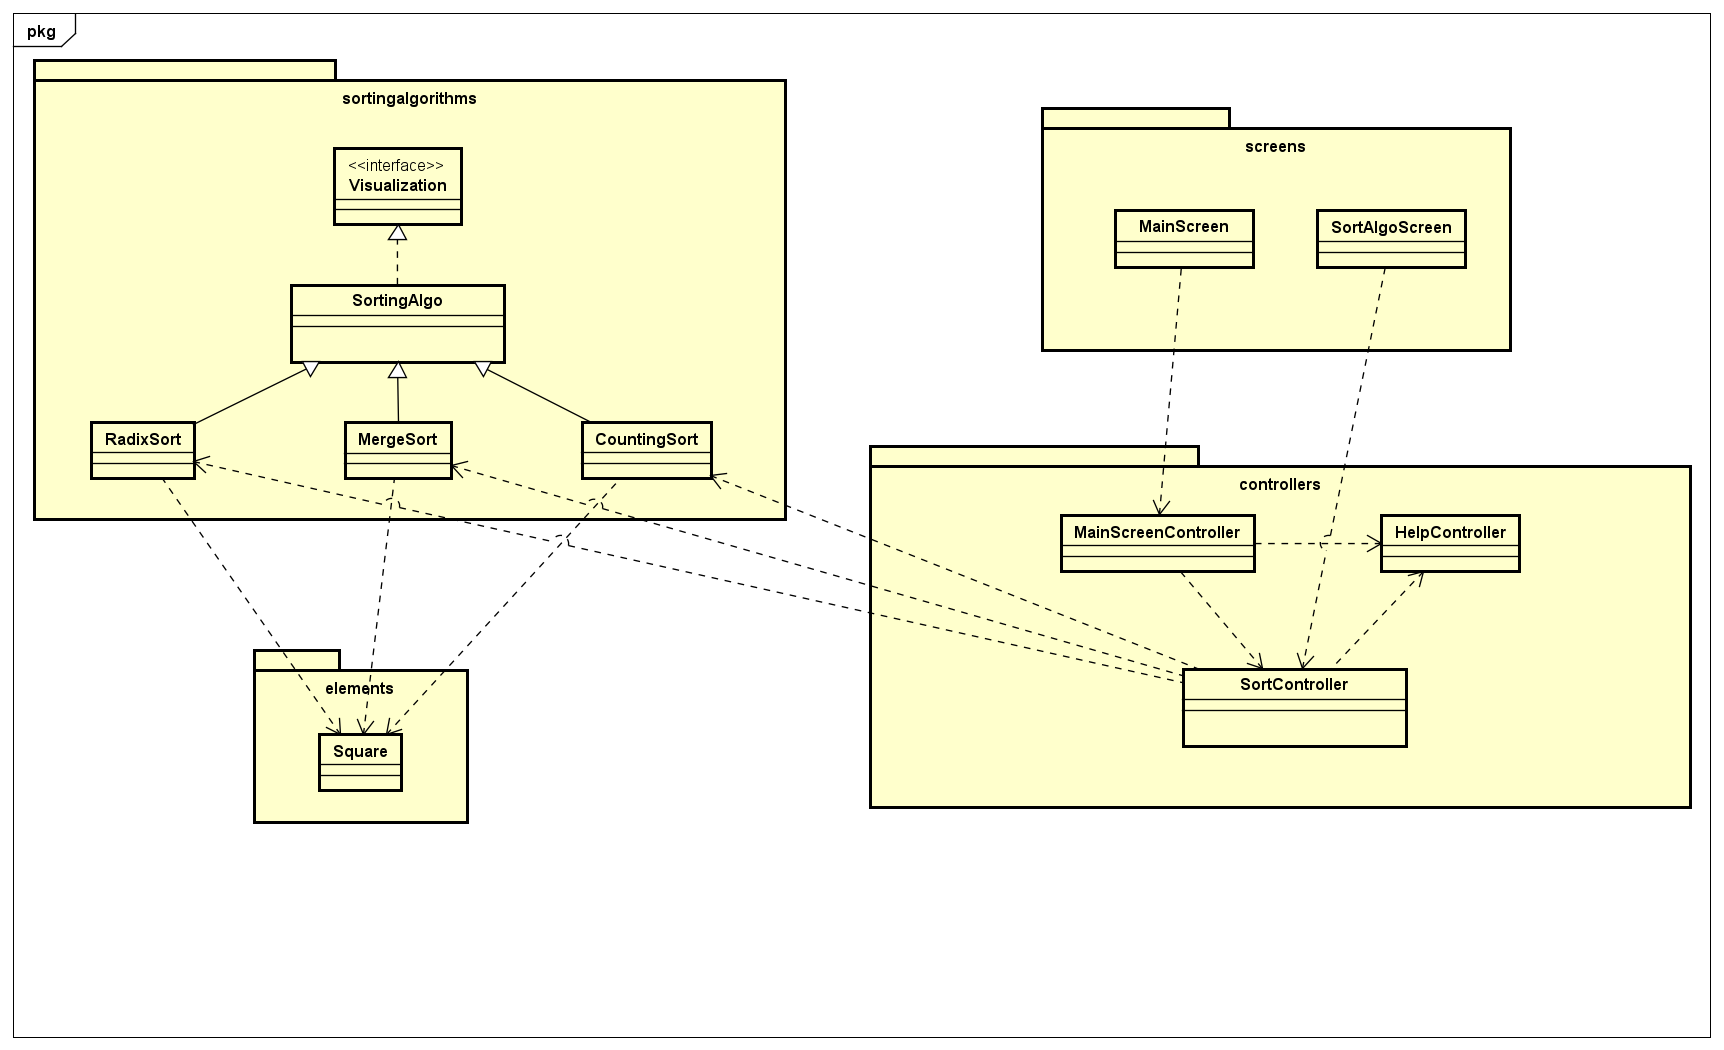 pkg
sortingalgorithms
<<interface>>
Visualization
SortingAlgo
RadixSort
MergeSort
CountingSort
screens
MainScreen
SortAlgoScreen
controllers
MainScreenController
HelpController
SortController
elements
Square